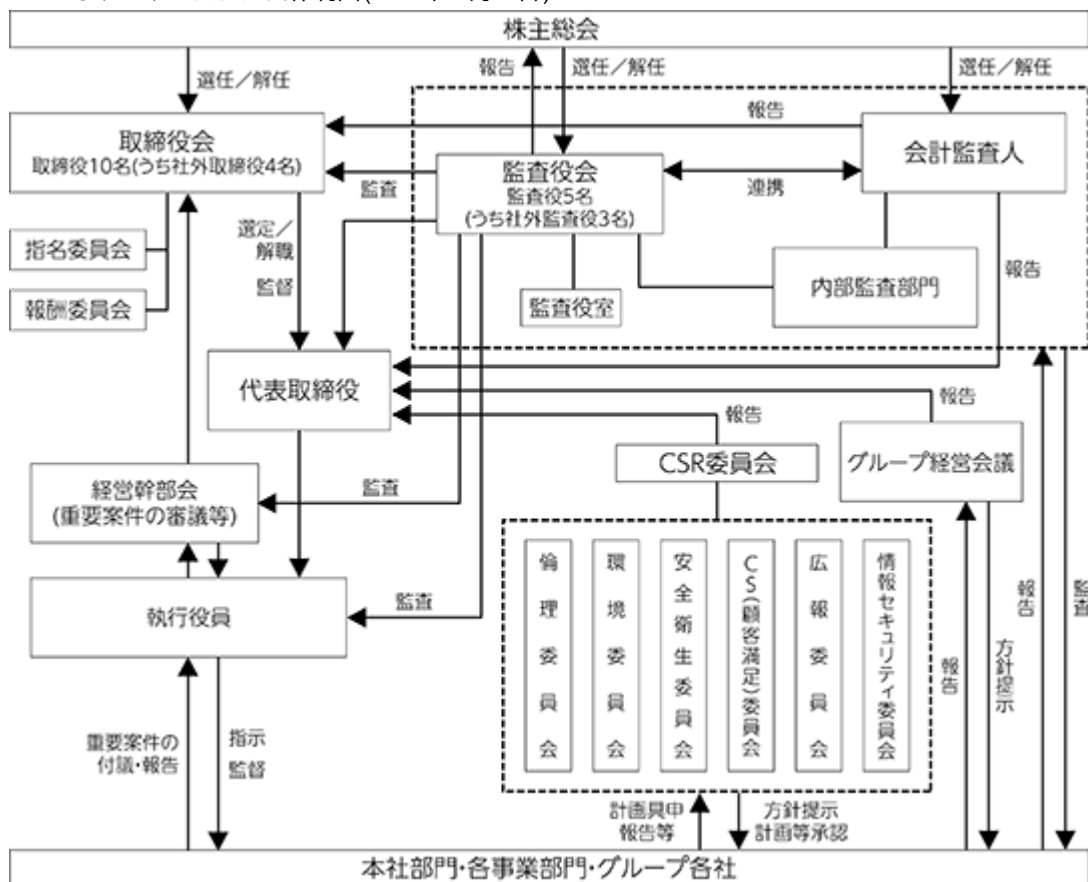 株主総会
選任／解任
報告
選任／解任
選任／解任
取締役会
取締役10名(うち社外取締役4名)
報告
会計監査人
監査役会
監査役5名
(うち社外監査役3名)
監査
連携
指名委員会
報酬委員会
選定／
解職
監督
監査役室
内部監査部門
報告
代表取締役
報告
報告
CSR委員会
グループ経営会議
経営幹部会
(重要案件の審議等)
監査
執行役員
監査
倫理委員会
環境委員会
安全衛生委員会
CS(顧客満足)委員会
広報委員会
情報セキュリティ委員会
報告
方針提示
報告
監査
重要案件の
付議・報告
指示
監督
計画具申
報告等
方針提示
計画等承認
本社部門・各事業部門・グループ各社